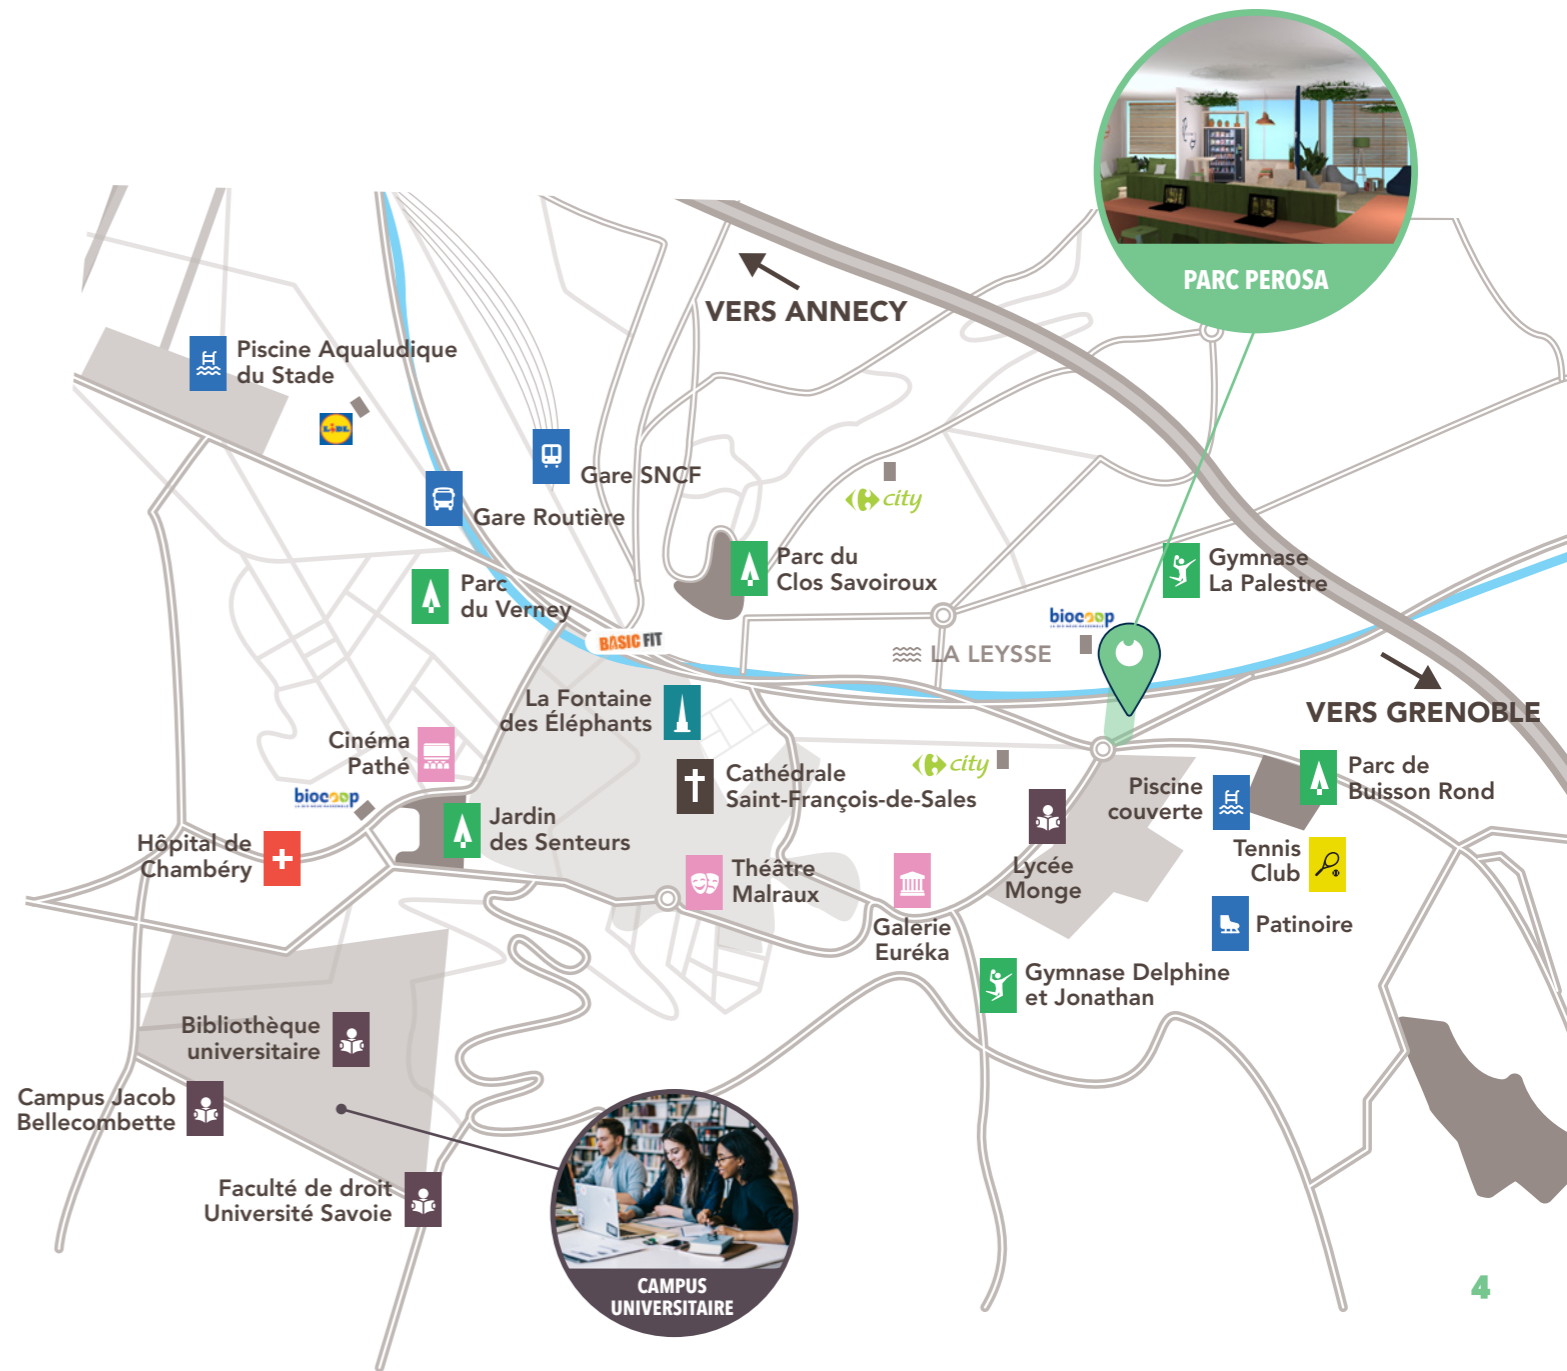 PARC PEROSA
VERS ANNECY
Piscine Aqualudique
du Stade
LIDL
Gare SNCF
city
Gare Routière
Parc du
Clos Savoiroux
Gymnase
La Palestre
Parc
du Verney
biocoop
BASIC FIT
LA LEYSSE
La Fontaine
des Éléphants
VERS GRENOBLE
Cinéma
Pathé
city
Cathédrale
Saint-François-de-Sales
Piscine
couverte
Parc de
Buisson Rond
biocoop
Jardin
des Senteurs
Hôpital de
Chambéry
Théâtre
Malraux
Lycée
Monge
Tennis
Club
Galerie
Euréka
Patinoire
Gymnase Delphine
et Jonathan
Bibliothèque
universitaire
Campus Jacob
Bellecombette
Faculté de droit
Université Savoie
CAMPUS
UNIVERSITAIRE
4